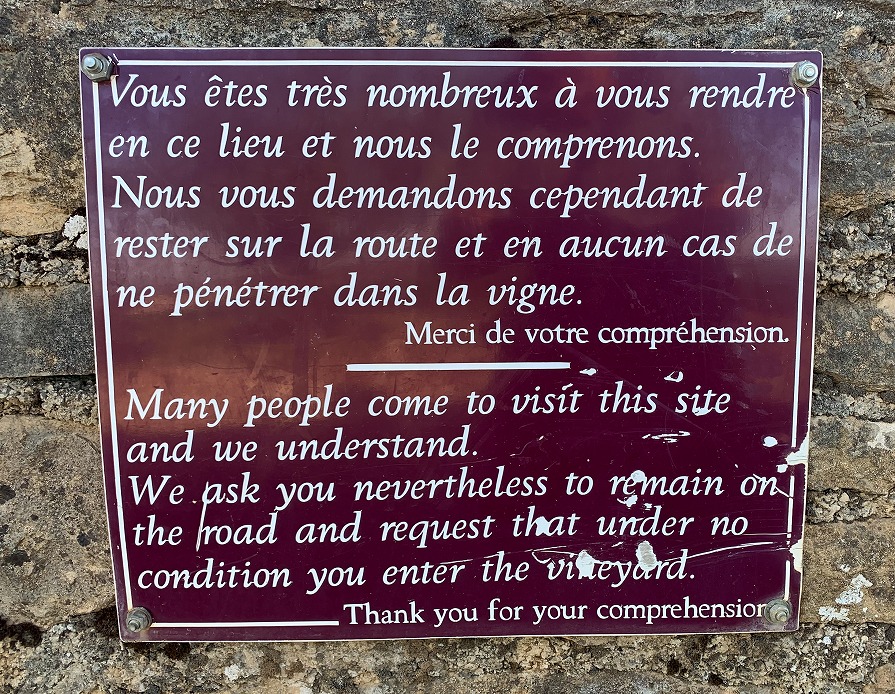 Vous êtes très nombreux à vous rendre
en ce lieu et nous le comprenons.
Nous vous demandons cependant de
rester sur la route et en aucun cas de
ne pénétrer dans la vigne.
Merci de votre compréhension.
Many people come to visit this site
and we understand.
We ask you nevertheless to remain on
the road and request that under no
condition you enter the vineyard.
Thank you for your comprehension